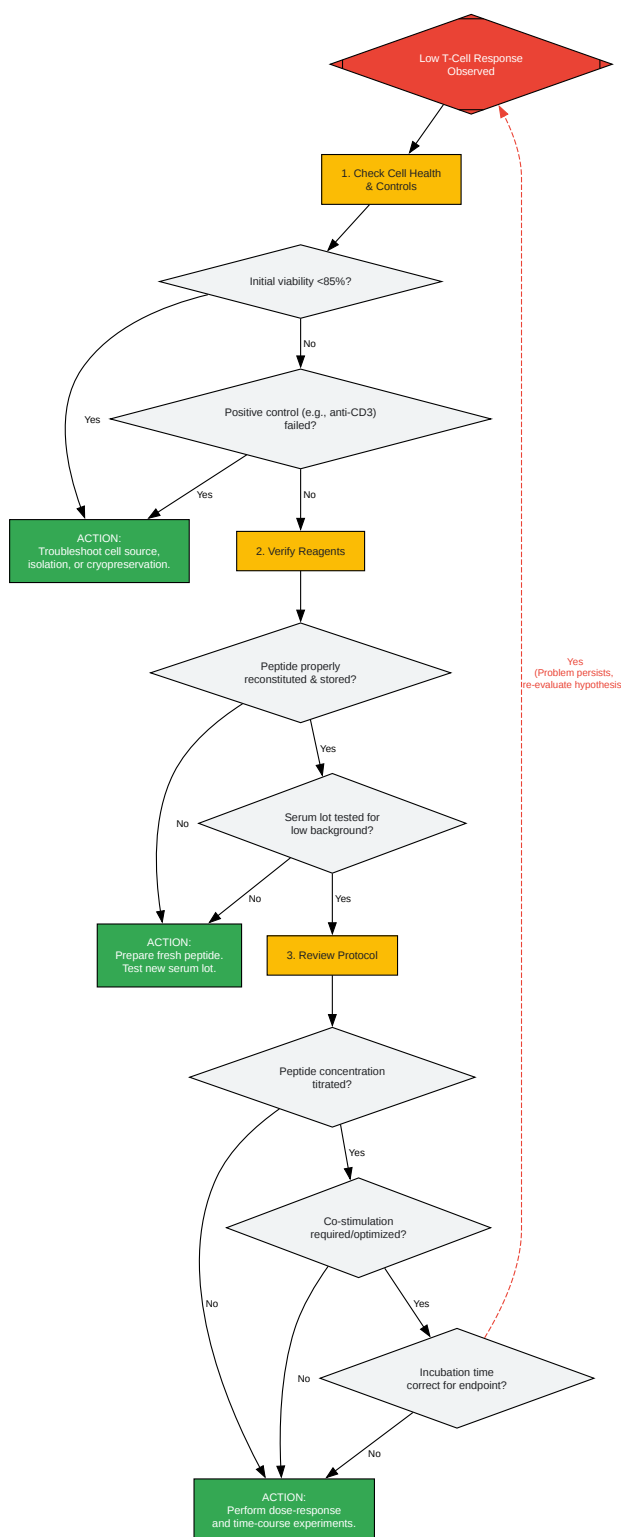 Low T-Cell Response
Observed
1. Check Cell Health
& Controls
Initial viability <85%?
No
Yes
Positive control (e.g., anti-CD3)
failed?
Yes
No
ACTION:
Troubleshoot cell source,
isolation, or cryopreservation.
2. Verify Reagents
Peptide properly
reconstituted & stored?
Yes
(Problem persists,
re-evaluate hypothesis
Yes
No
Serum lot tested for
low background?
No
Yes
ACTION:
Prepare fresh peptide.
Test new serum lot.
3. Review Protocol
Peptide concentration
titrated?
Yes
No
Co-stimulation
required/optimized?
Yes
No
Incubation time
correct for endpoint?
No
ACTION:
Perform dose-response
and time-course experiments.